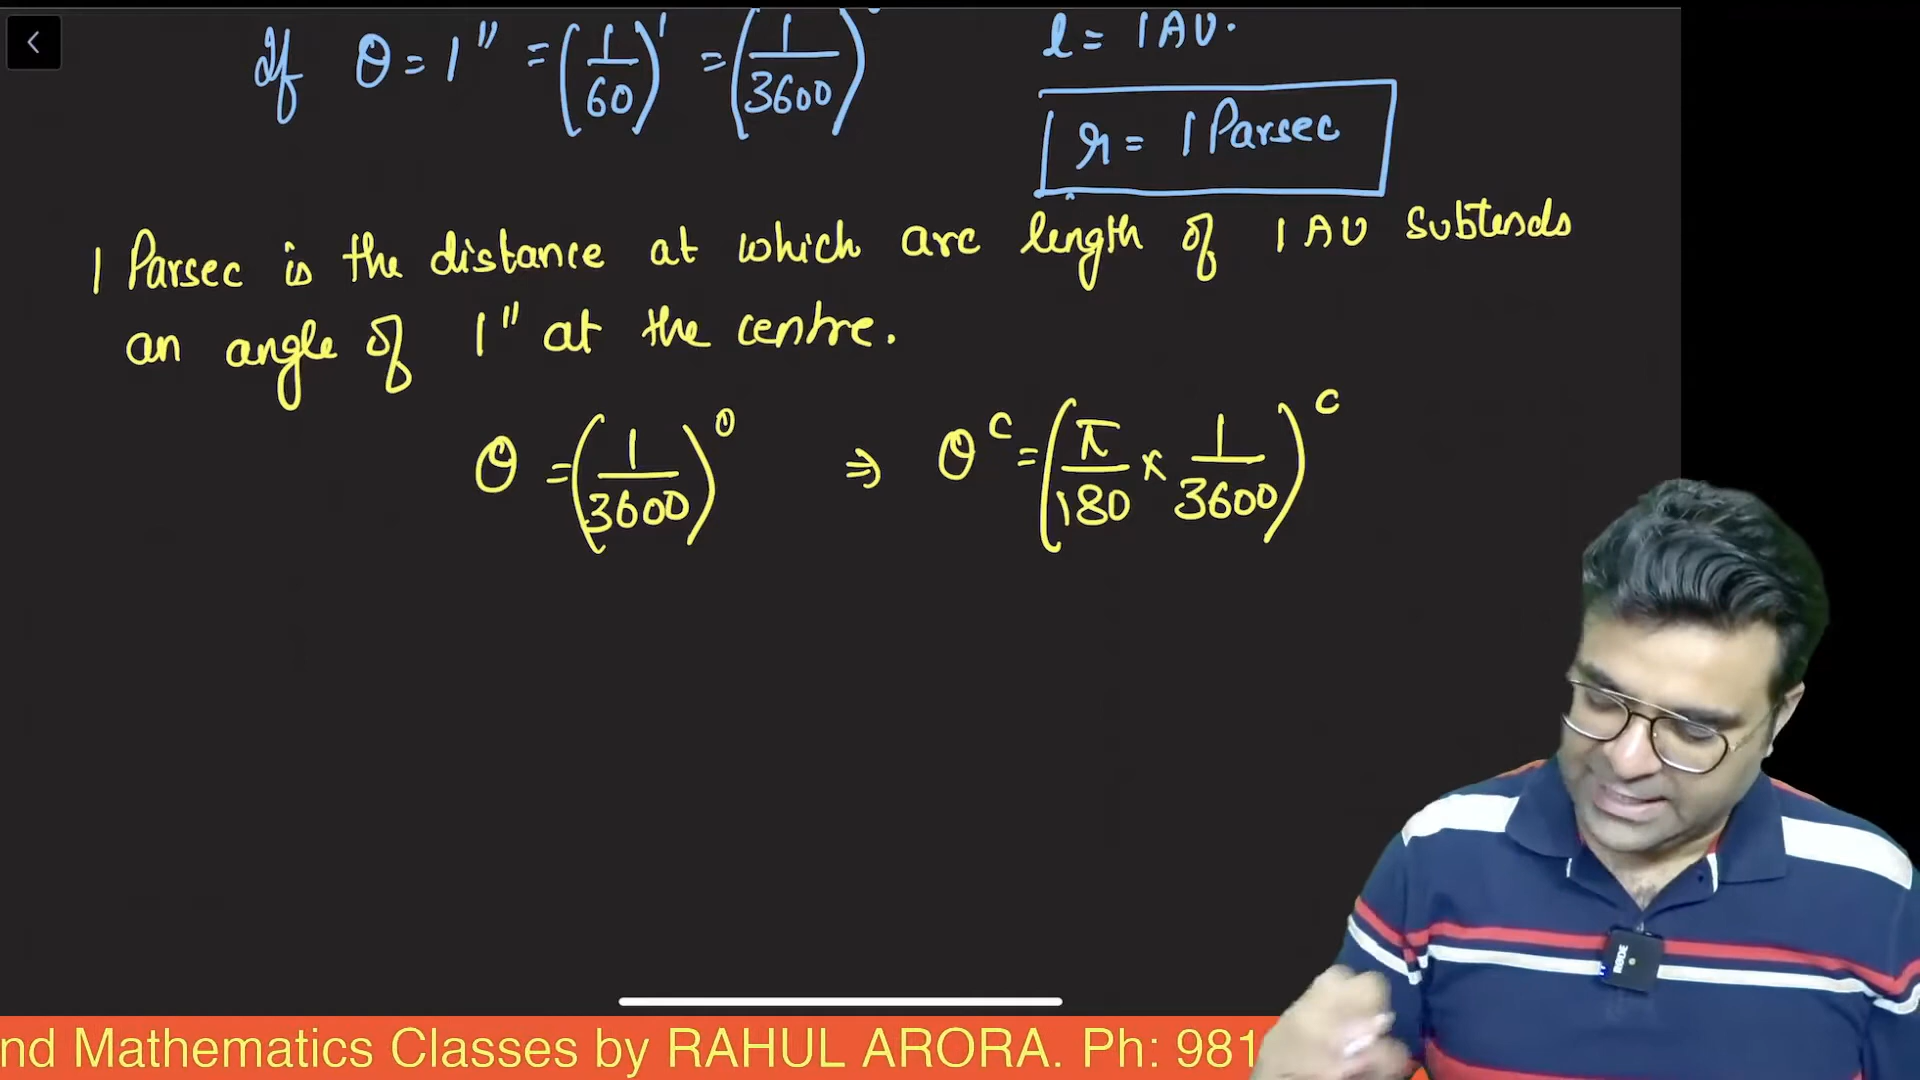 If θ = 1" = (1/60)' = (1/3600)°
l = 1 AU.
r = 1 Parsec
1 Parsec is the distance at which arc length of 1 AU subtends
an angle of 1" at the centre.
θ = (1/3600)° ⇒ θᶜ = (π/180 × 1/3600)ᶜ
RODE
nd Mathematics Classes by RAHUL ARORA. Ph: 981